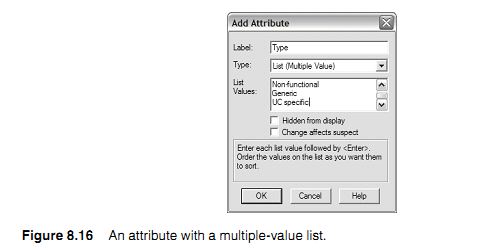 Add Attribute
Label: Type
Type: List (Multiple Value)
List Values: Non-functional
Generic
UC specific
Hidden from display
Change affects suspect
Enter each list value followed by <Enter>.
Order the values on the list as you want them
to sort.
OK Cancel Help
Figure 8.16 An attribute with a multiple-value list.